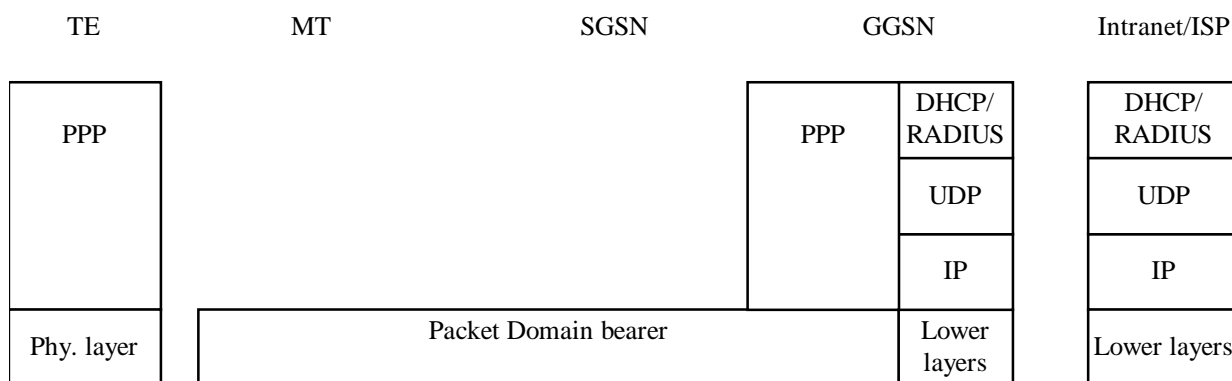 TE MT SGSN GGSN Intranet/ISP
DHCP/ DHCP/
PPP PPP RADIUS RADIUS
UDP UDP
IP IP
Packet Domain bearer Lower
Phy. layer layers Lower layers